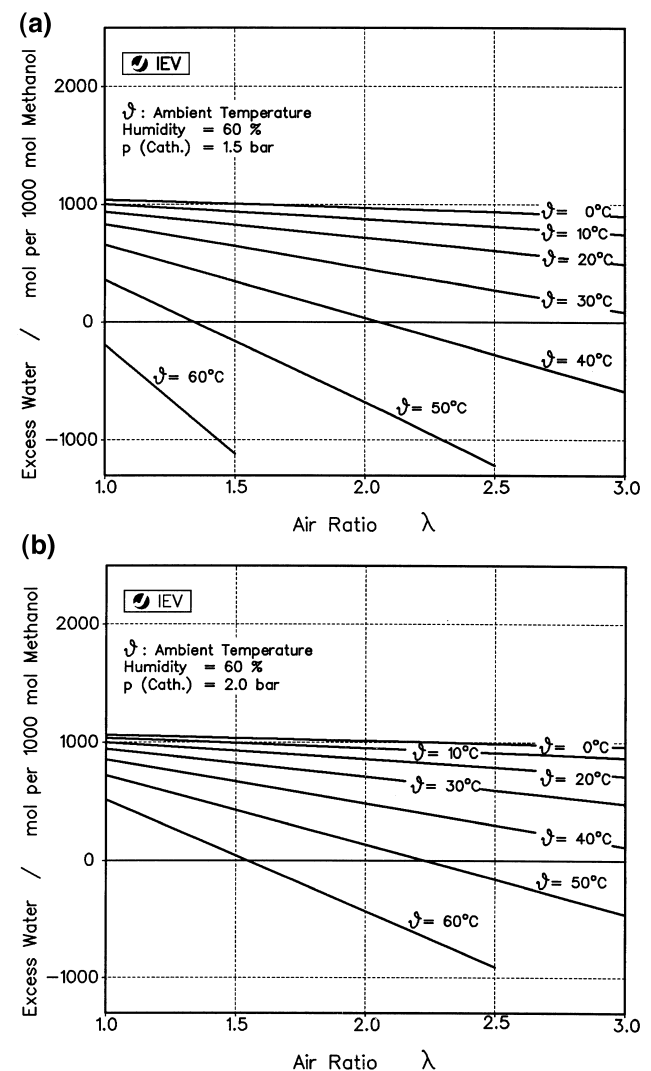 (a)
Excess Water / mol per 1000 mol Methanol
2000
1000
0
−1000
IEV
ϑ : Ambient Temperature
Humidity = 60 %
p (Cath.) = 1.5 bar
ϑ = 0°C
ϑ = 10°C
ϑ = 20°C
ϑ = 30°C
ϑ = 40°C
ϑ = 50°C
ϑ = 60°C
1.0 1.5 2.0 2.5 3.0
Air Ratio λ
(b)
Excess Water / mol per 1000 mol Methanol
2000
1000
0
−1000
IEV
ϑ : Ambient Temperature
Humidity = 60 %
p (Cath.) = 2.0 bar
ϑ = 0°C
ϑ = 10°C
ϑ = 20°C
ϑ = 30°C
ϑ = 40°C
ϑ = 50°C
ϑ = 60°C
1.0 1.5 2.0 2.5 3.0
Air Ratio λ